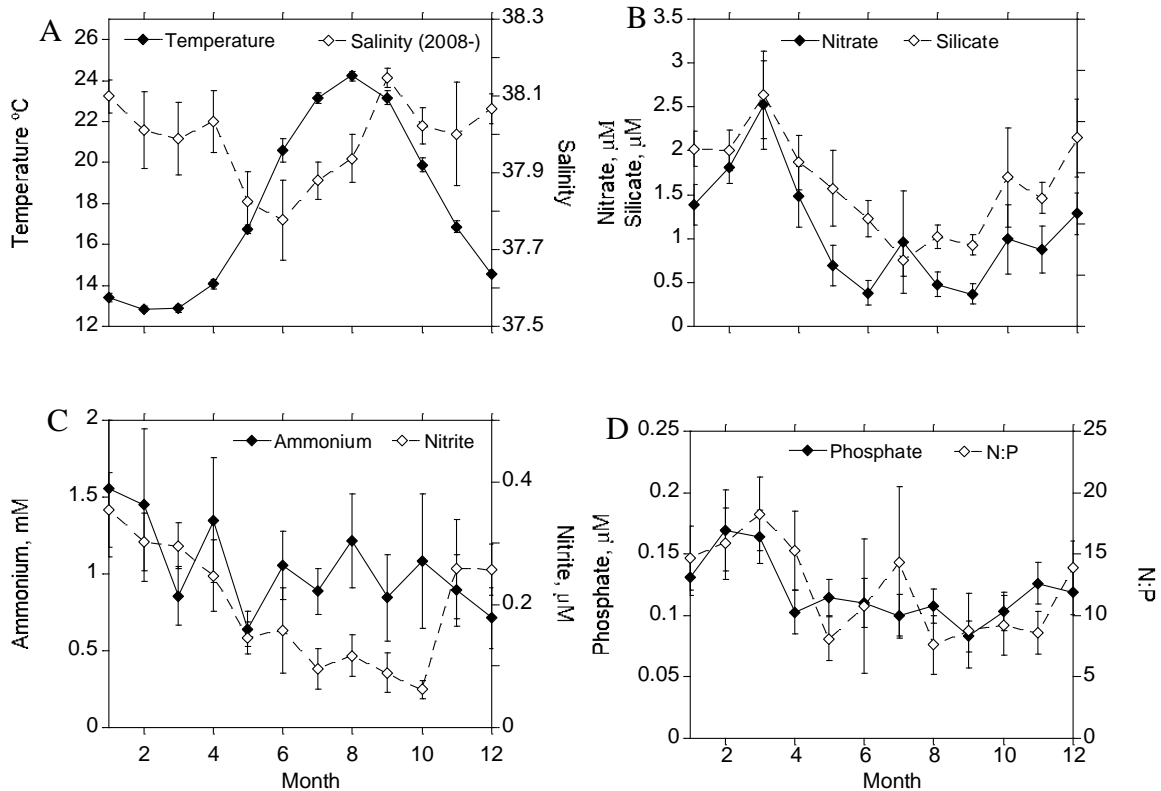 A
Temperature
Salinity (2008-)
Temperature ºC
26
24
22
20
18
16
14
12
38.3
38.1
37.9
37.7
37.5
Salinity
B
Nitrate
Silicate
Nitrate, µM
Silicate, µM
3.5
3
2.5
2
1.5
1
0.5
0
C
Ammonium
Nitrite
Ammonium, mM
2
1.5
1
0.5
0
0.4
0.2
0
Nitrite, µM
2
4
6
8
10
12
Month
D
Phosphate
N:P
Phosphate, µM
0.25
0.2
0.15
0.1
0.05
0
25
20
15
10
5
0
N:P
2
4
6
8
10
12
Month